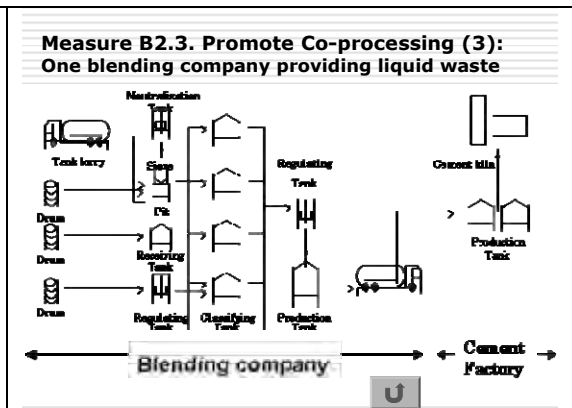 Measure B2.3. Promote Co-processing (3):
One blending company providing liquid waste
Neutralization
Tank
Tank lorry
Sieve
Pit
Drum
Drum
Receiving
Tank
Drum
Regulating
Tank
Classifying
Tank
Regulating
Tank
Production
Tank
Cement kiln
Production
Tank
Blending company
Cement
Factory